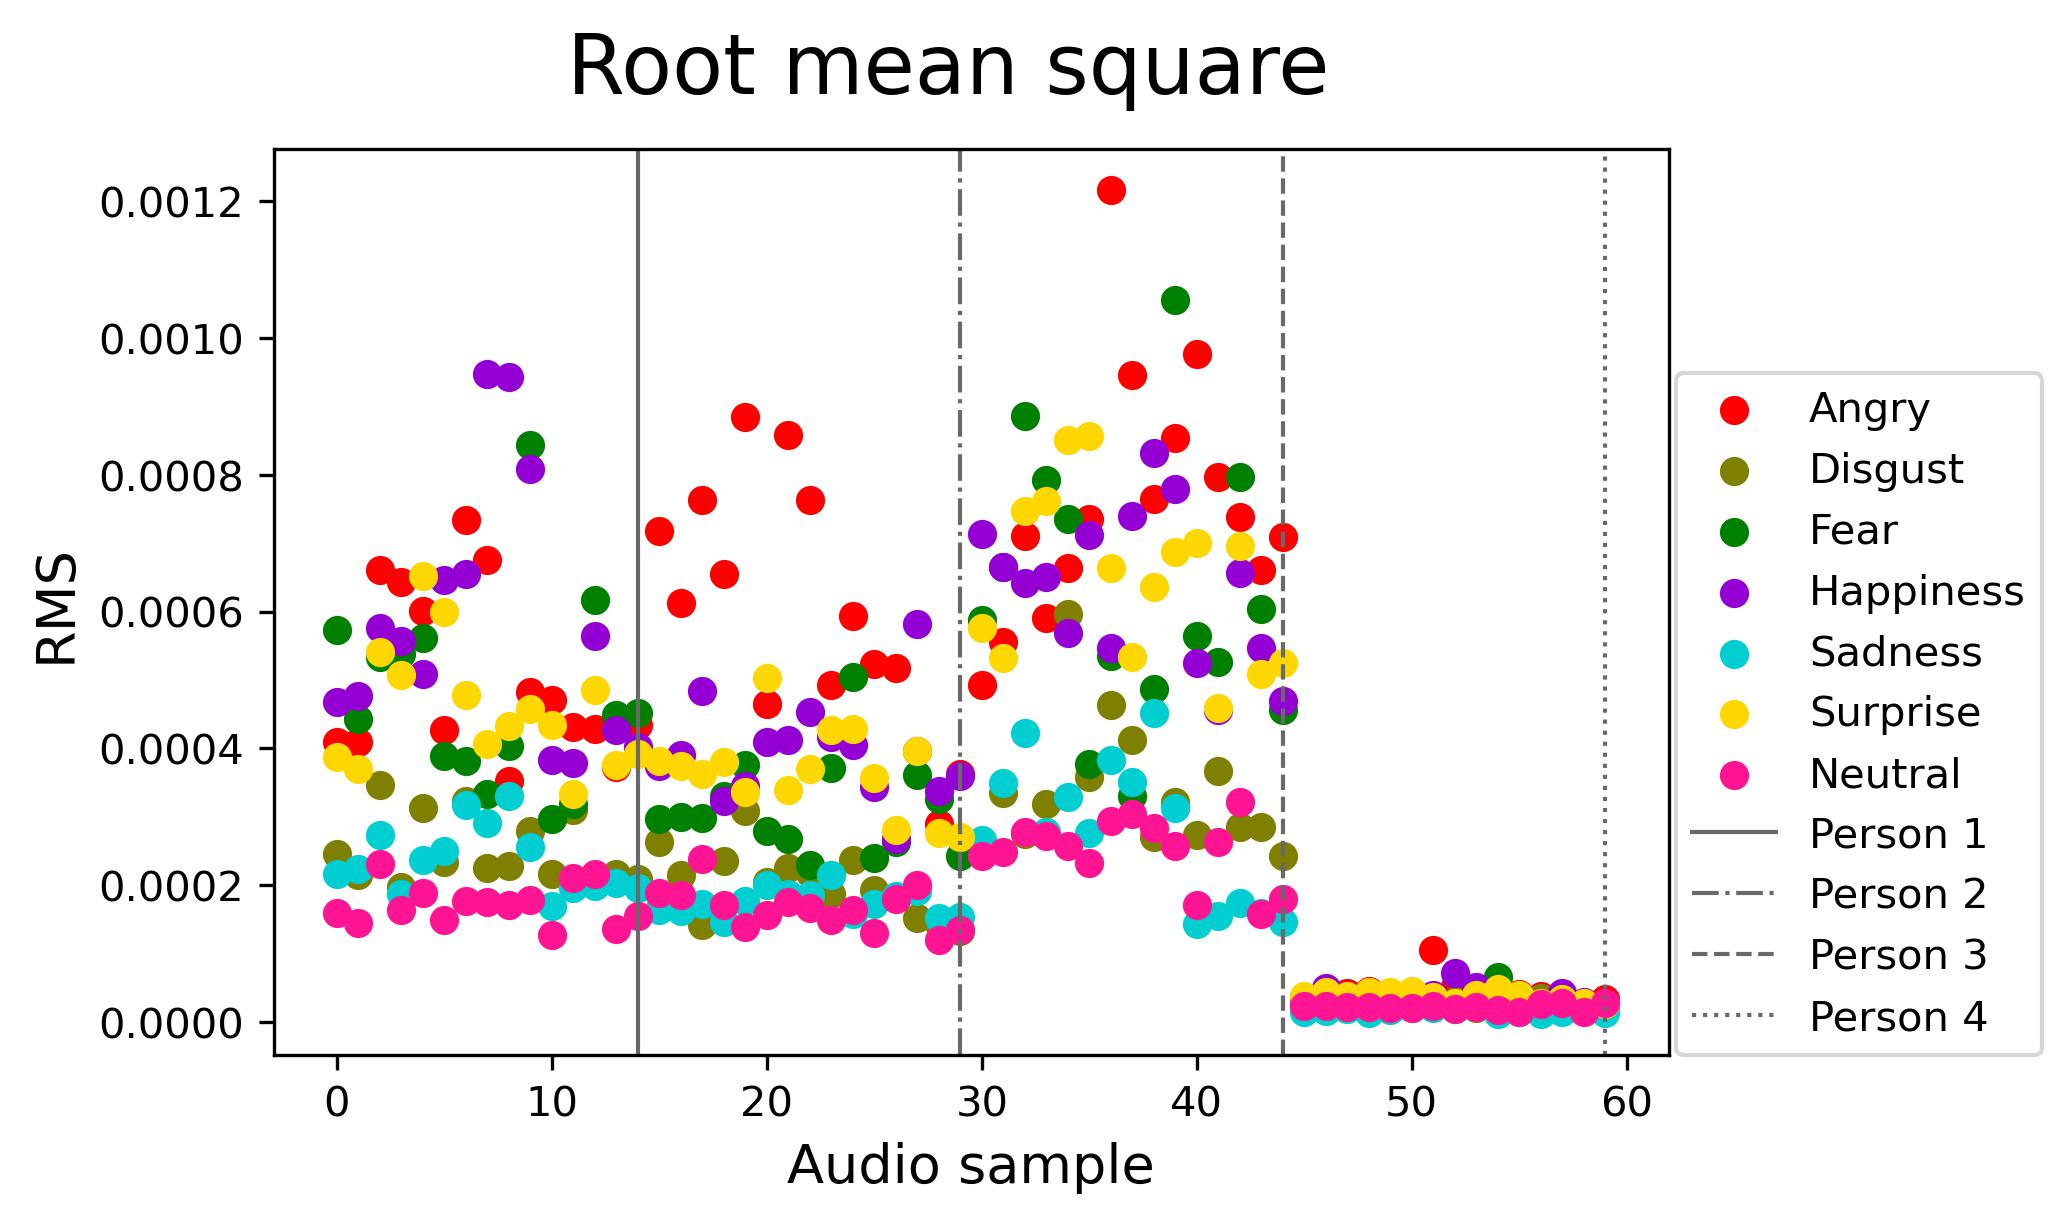 Root mean square
RMS
0.0012
0.0010
0.0008
0.0006
0.0004
0.0002
0.0000
0 10 20 30 40 50 60
Audio sample
Angry
Disgust
Fear
Happiness
Sadness
Surprise
Neutral
Person 1
Person 2
Person 3
Person 4